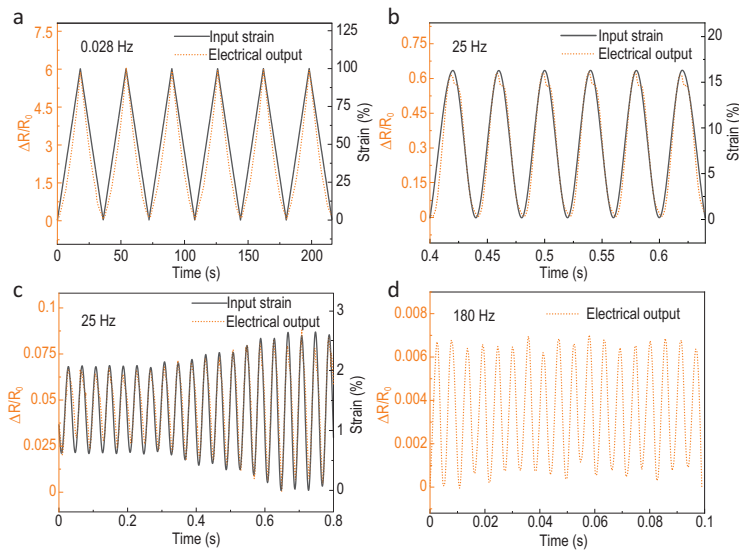 a
0.028 Hz
Input strain
Electrical output
7.5
6
4.5
3
1.5
0
ΔR/R₀
125
100
75
50
25
0
Strain (%)
0 50 100 150 200
Time (s)
b
25 Hz
Input strain
Electrical output
0.75
0.6
0.45
0.3
0.15
0
ΔR/R₀
20
15
10
5
0
Strain (%)
0.4 0.45 0.5 0.55 0.6
Time (s)
c
25 Hz
Input strain
Electrical output
0.1
0.075
0.05
0.025
0
ΔR/R₀
3
2
1
0
Strain (%)
0 0.2 0.4 0.6 0.8
Time (s)
d
180 Hz
Electrical output
0.008
0.006
0.004
0.002
0
ΔR/R₀
0 0.02 0.04 0.06 0.08 0.1
Time (s)